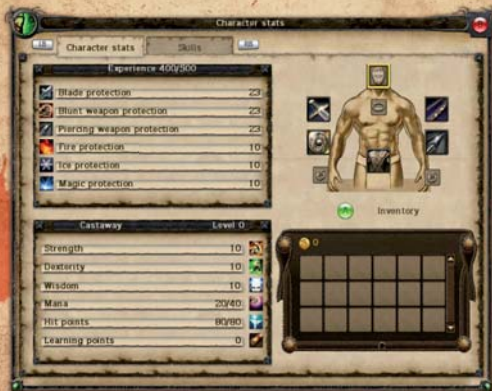 Character stats
LB
Character stats
Skills
RB
Experience 400/500
Blade protection 23
Blunt weapon protection 23
Piercing weapon protection 23
Fire protection 10
Ice protection 10
Magic protection 10
Castaway Level 0
Strength 10
Dexterity 10
Wisdom 10
Mana 20/40
Hit points 80/80
Learning points 0
A Inventory
0